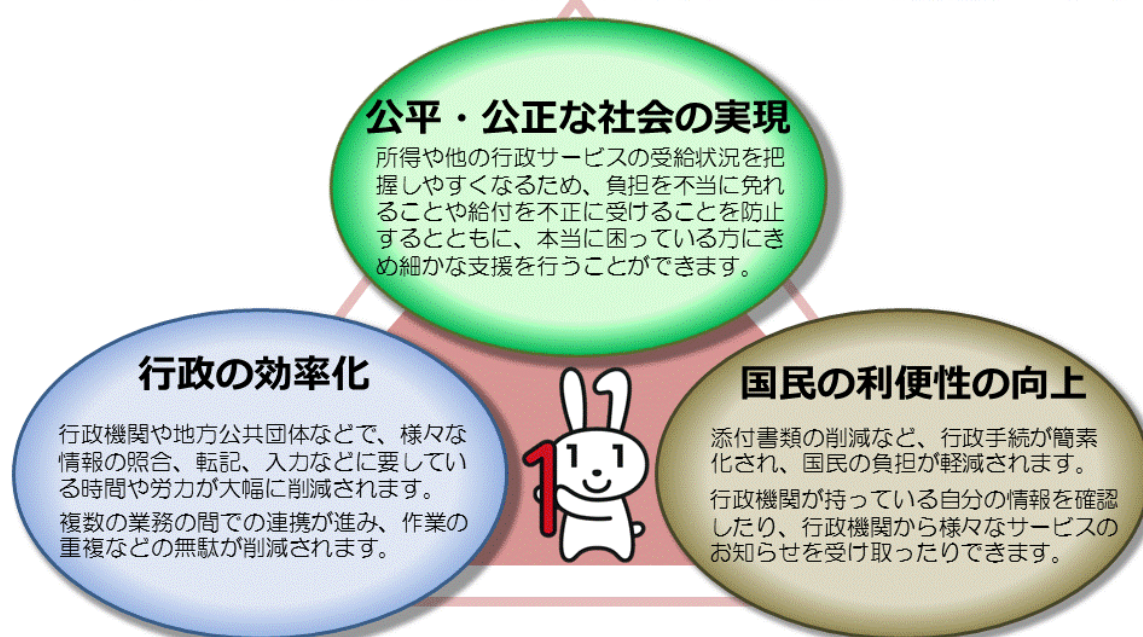 公平・公正な社会の実現
所得や他の行政サービスの受給状況を把
握しやすくなるため、負担を不当に免れ
ることや給付を不正に受けることを防止
するとともに、本当に困っている方にき
め細かな支援を行うことができます。
行政の効率化
行政機関や地方公共団体などで、様々な
情報の照合、転記、入力などに要してい
る時間や労力が大幅に削減されます。
複数の業務の間での連携が進み、作業の
重複などの無駄が削減されます。
国民の利便性の向上
添付書類の削減など、行政手続が簡素
化され、国民の負担が軽減されます。
行政機関が持っている自分の情報を確認
したり、行政機関から様々なサービスの
お知らせを受け取ったりできます。
1